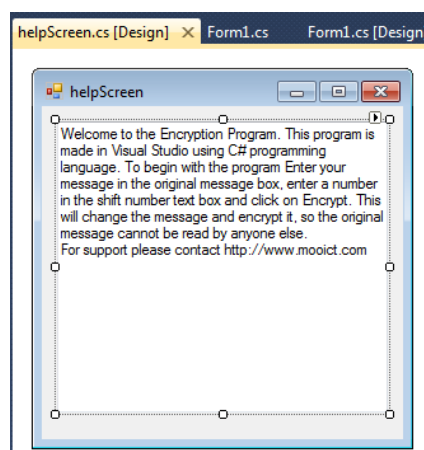 helpScreen.cs [Design] × Form1.cs Form1.cs [Design
helpScreen
Welcome to the Encryption Program. This program is
made in Visual Studio using C# programming
language. To begin with the program Enter your
message in the original message box, enter a number
in the shift number text box and click on Encrypt. This
will change the message and encrypt it, so the original
message cannot be read by anyone else.
For support please contact http://www.mooict.com